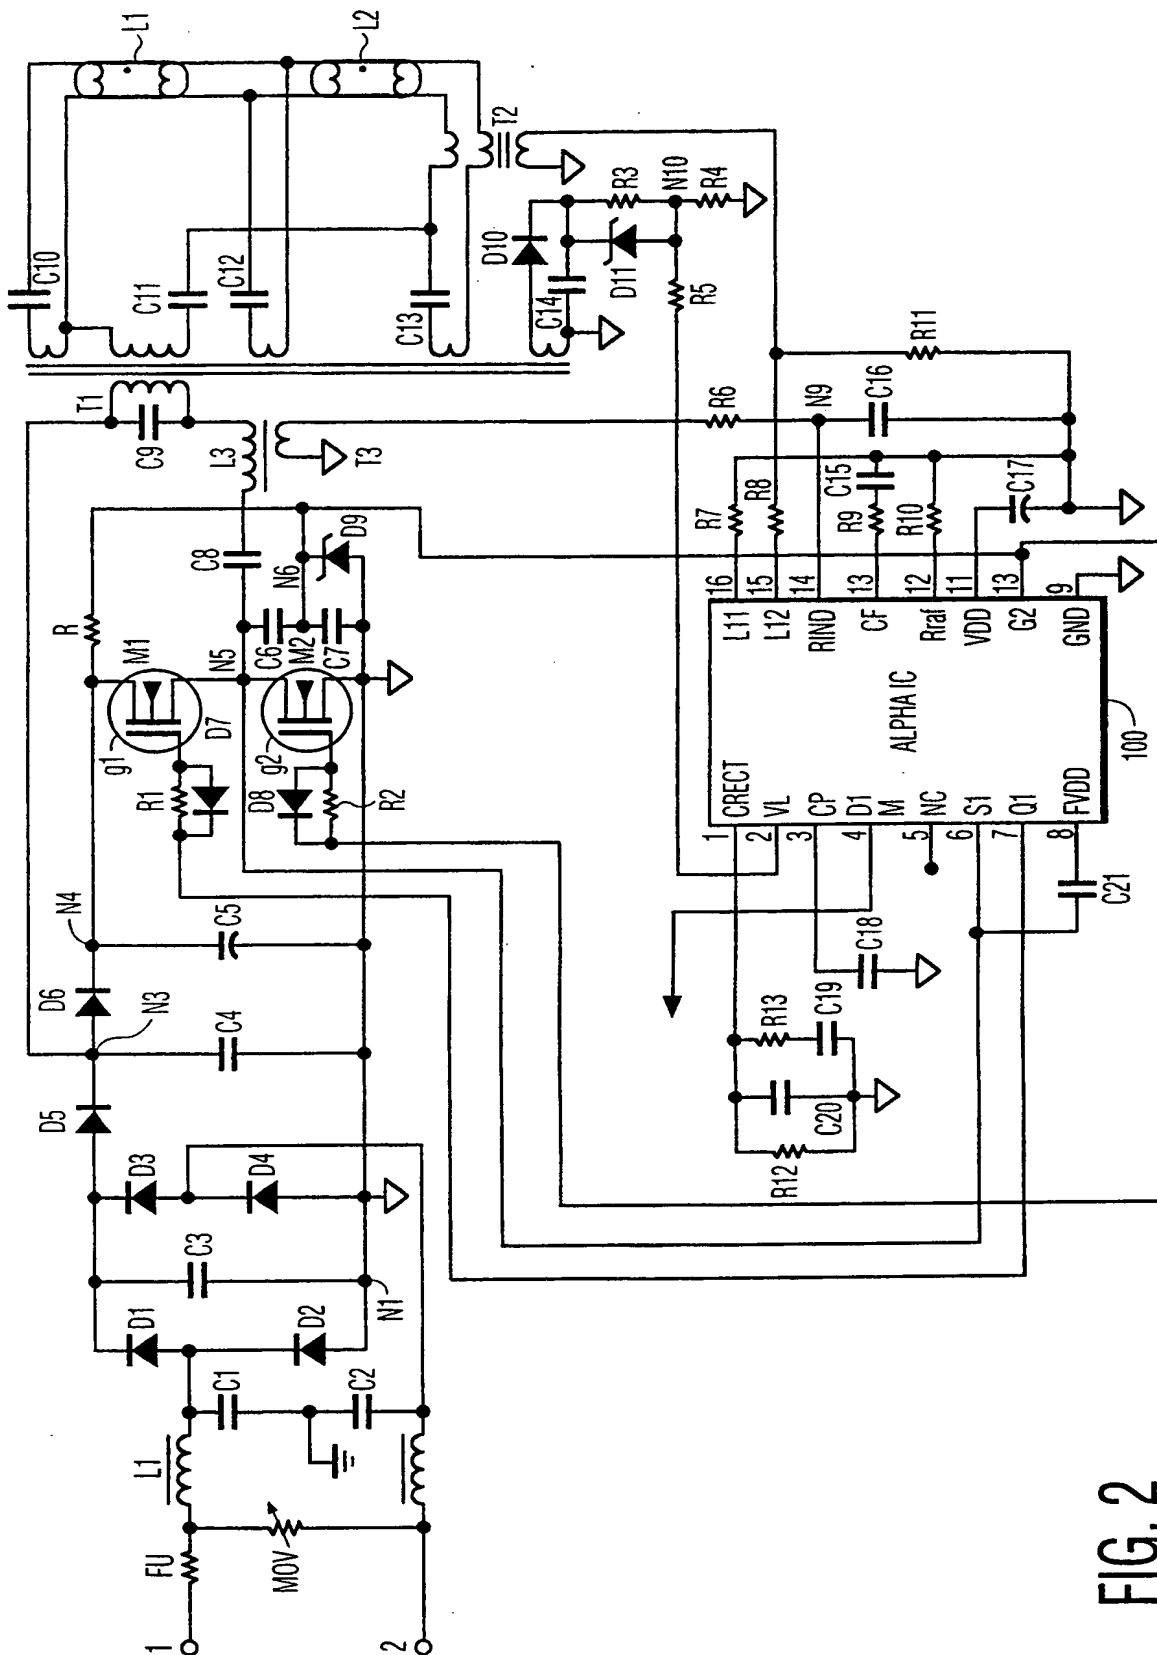 1
2
FU
MOV
L1
C1
C2
D1
D2
C3
N1
D3
D4
D5
N3
C4
D6
N4
C5
R1
g1
M1
D7
D8
g2
R2
M2
R
N5
C6
C7
N6
D9
C8
L3
T3
C9
T1
C10
C11
C12
C13
C14
L1
L2
T2
D10
D11
R3
N10
R4
R5
R6
N9
C16
R11
R7
R8
C15
R9
R10
C17
16
15
14
13
12
11
13
9
L11
L12
RIND
CF
Rraf
VDD
G2
GND
ALPHA IC
100
CRECT
VL
CP
D1
M
NC
S1
Q1
FVDD
1
2
3
4
5
6
7
8
C18
C19
R13
C20
R12
C21
FIG. 2